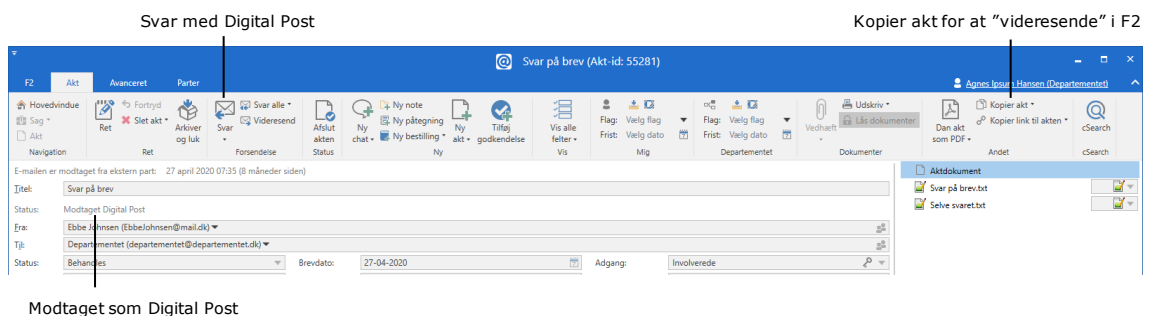 Svar med Digital Post
Kopier akt for at ”videresende” i F2
Svar på brev (Akt-id: 55281)
F2 Akt Avanceret Parter Agnes Ipsum Hansen (Departementet)
Hovedvindue
Sag
Akt
Navigation
Ret
Fortryd
Slet akt
Arkiver og luk
Ret
Svar
Svar alle
Videresend
Forsendelse
Afslut akten
Status
Ny chat
Ny note
Ny påtegning
Ny bestilling
Ny akt
Tilføj godkendelse
Ny
Vis alle felter
Vis
Flag: Vælg flag
Frist: Vælg dato
Mig
Flag: Vælg flag
Frist: Vælg dato
Departementet
Vedhæft
Udskriv
Lås dokumenter
Dokumenter
Dan akt som PDF
Kopier akt
Kopier link til akten
Andet
cSearch
cSearch
E-mailen er modtaget fra ekstern part: 27 april 2020 07:35 (8 måneder siden)
Titel: Svar på brev
Status: Modtaget Digital Post
Fra: Ebbe Johnsen (EbbeJohnsen@mail.dk)
Til: Departementet (departementet@departementet.dk)
Status: Behandles Brevdato: 27-04-2020 Adgang: Involverede
Aktdokument
Svar på brev.txt
Selve svaret.txt
Modtaget som Digital Post